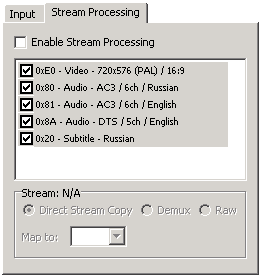 Input Stream Processing
Enable Stream Processing
0xE0 - Video - 720x576 (PAL) / 16:9
0x80 - Audio - AC3 / 6ch / Russian
0x81 - Audio - AC3 / 6ch / English
0x8A - Audio - DTS / 5ch / English
0x20 - Subtitle - Russian
Stream: N/A
Direct Stream Copy Demux Raw
Map to: